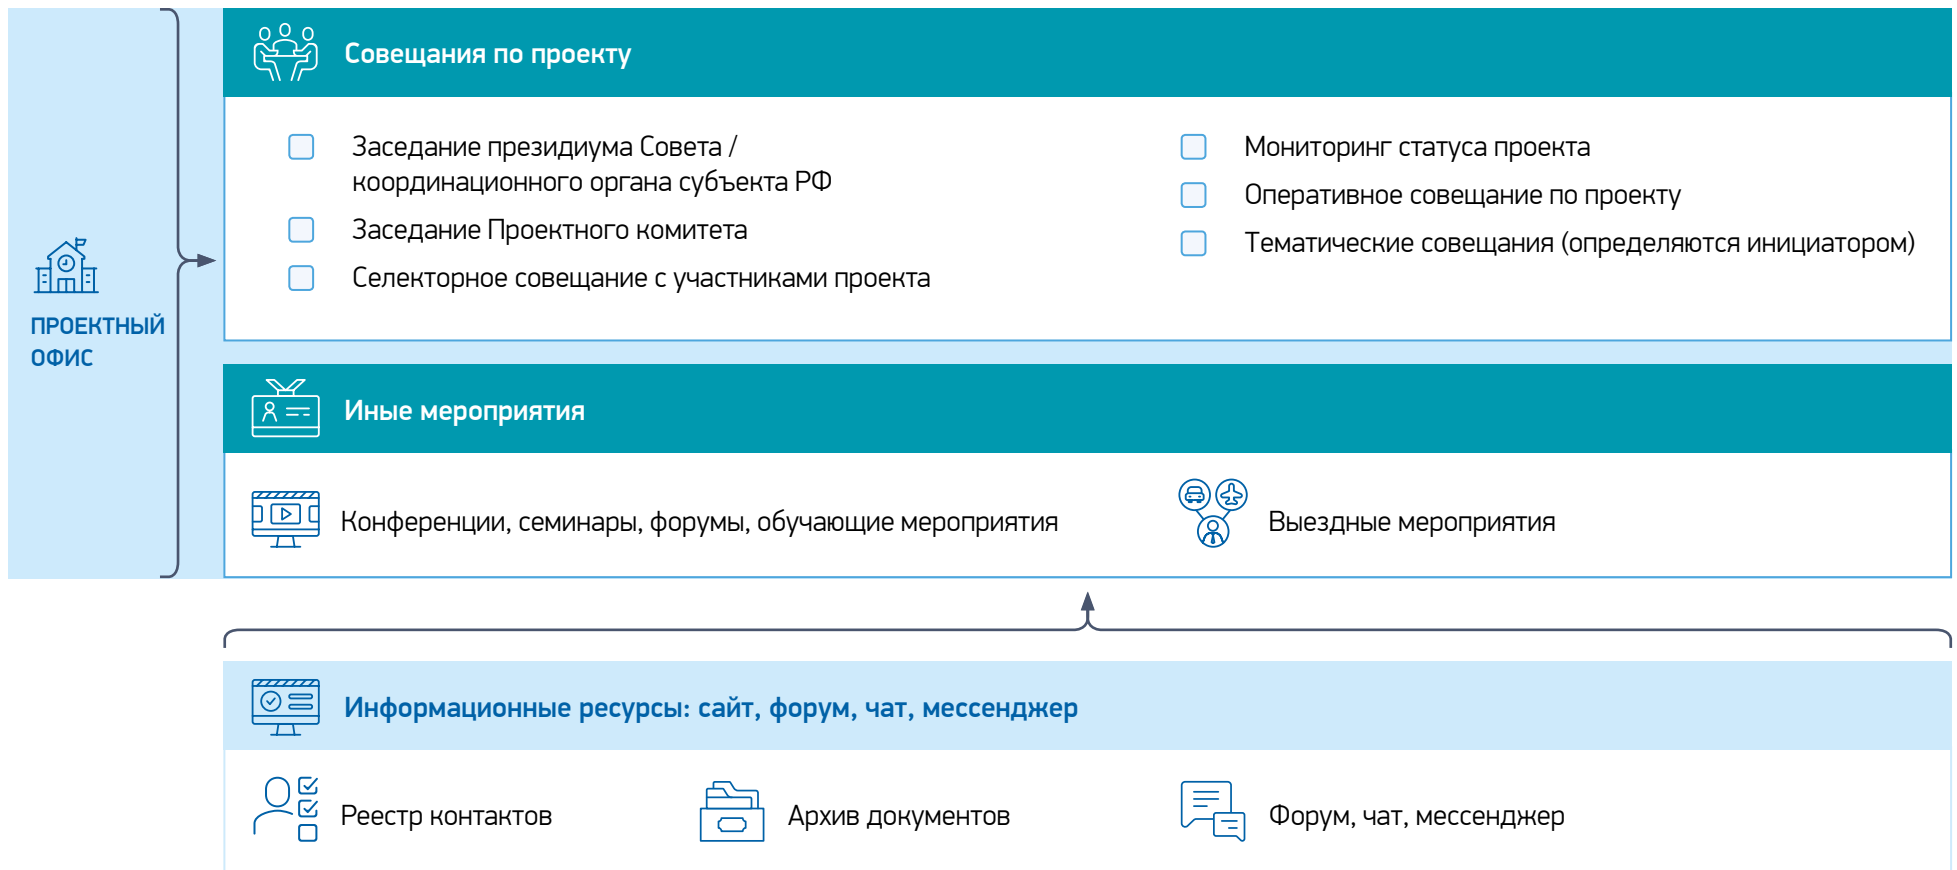 ПРОЕКТНЫЙ
ОФИС
Совещания по проекту
Заседание президиума Совета /
координационного органа субъекта РФ
Заседание Проектного комитета
Селекторное совещание с участниками проекта
Мониторинг статуса проекта
Оперативное совещание по проекту
Тематические совещания (определяются инициатором)
Иные мероприятия
Конференции, семинары, форумы, обучающие мероприятия
Выездные мероприятия
Информационные ресурсы: сайт, форум, чат, мессенджер
Реестр контактов
Архив документов
Форум, чат, мессенджер